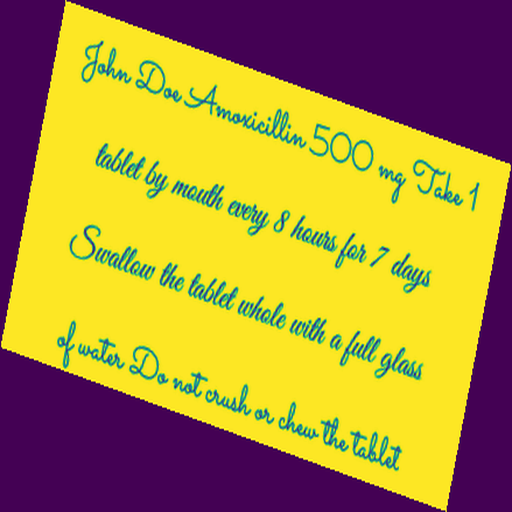 John Doe Amoxicillin 500 mg Take 1
tablet by mouth every 8 hours for 7 days
Swallow the tablet whole with a full glass
of water Do not crush or chew the tablet